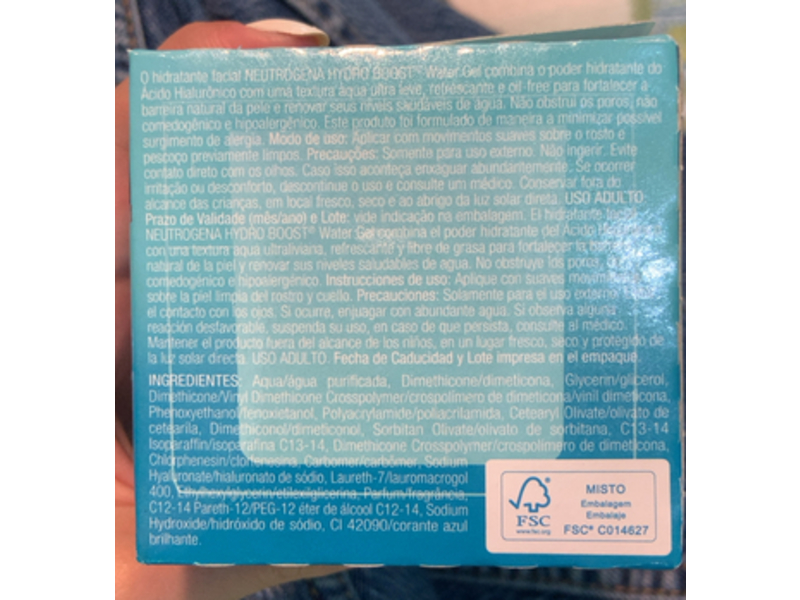 O hidratante facial NEUTROGENA HYDRO BOOST® Water Gel combina o poder hidratante do
Ácido Hialurônico com uma textura aqua ultra leve, refrescante e oil-free para fortalecer a
barreira natural da pele e renovar seus níveis saudáveis de água. Não obstrui os poros, não
comedogênico e hipoalergênico. Este produto foi formulado de maneira a minimizar possível
surgimento de alergia. Modo de uso: Aplicar com movimentos suaves sobre o rosto e
pescoço previamente limpos. Precauções: Somente para uso externo. Não ingerir. Evite
contato direto com os olhos. Caso isso aconteça enxaguar abundantemente. Se ocorrer
irritação ou desconforto, descontinue o uso e consulte um médico. Conservar fora do
alcance das crianças, em local fresco, seco e ao abrigo da luz solar direta. USO ADULTO.
Prazo de Validade (mês/ano) e Lote: vide indicação na embalagem. El hidratante facial
NEUTROGENA HYDRO BOOST® Water Gel combina el poder hidratante del Ácido
con una textura aqua ultraliviana, refrescante y libre de grasa para fortalecer la
natural de la piel y renovar sus niveles saludables de agua. No obstruye los poros,
comedogénico e hipoalergénico. Instrucciones de uso: Aplique con suaves
sobre la piel limpia del rostro y cuello. Precauciones: Solamente para el uso externo.
el contacto con los ojos. Si ocurre, enjuagar con abundante agua. Si observa alguna
reacción desfavorable, suspenda su uso, en caso de que persista, consulte al médico.
Mantener el producto fuera del alcance de los niños, en un lugar fresco, seco y protegido de
la luz solar directa. USO ADULTO. Fecha de Caducidad y Lote impresa en el empaque.
INGREDIENTES: Aqua/água purificada, Dimethicone/dimeticona, Glycerin/glicerol,
Dimethicone/Vinyl Dimethicone Crosspolymer/crospolímero de dimeticona/vinil dimeticona,
Phenoxyethanol/fenoxietanol, Polyacrylamide/poliacrilamida, Cetearyl Olivate/olivato de
cetearila, Dimethiconol/dimeticonol, Sorbitan Olivate/olivato de sorbitana, C13-14
Isoparaffin/isoparafina C13-14, Dimethicone Crosspolymer/crospolímero de dimeticona,
Chlorphenesin/clorfenesina, Carbomer/carbômer, Sodium
Hyaluronate/hialuronato de sódio, Laureth-7/lauromacrogol
400, Ethylhexylglycerin/etilexilglicerina, Parfum/fragrância,
C12-14 Pareth-12/PEG-12 éter de álcool C12-14, Sodium
Hydroxide/hidróxido de sódio, CI 42090/corante azul
brilhante.
FSC
www.fsc.org
MISTO
Embalagem
Embalaje
FSC® C014627